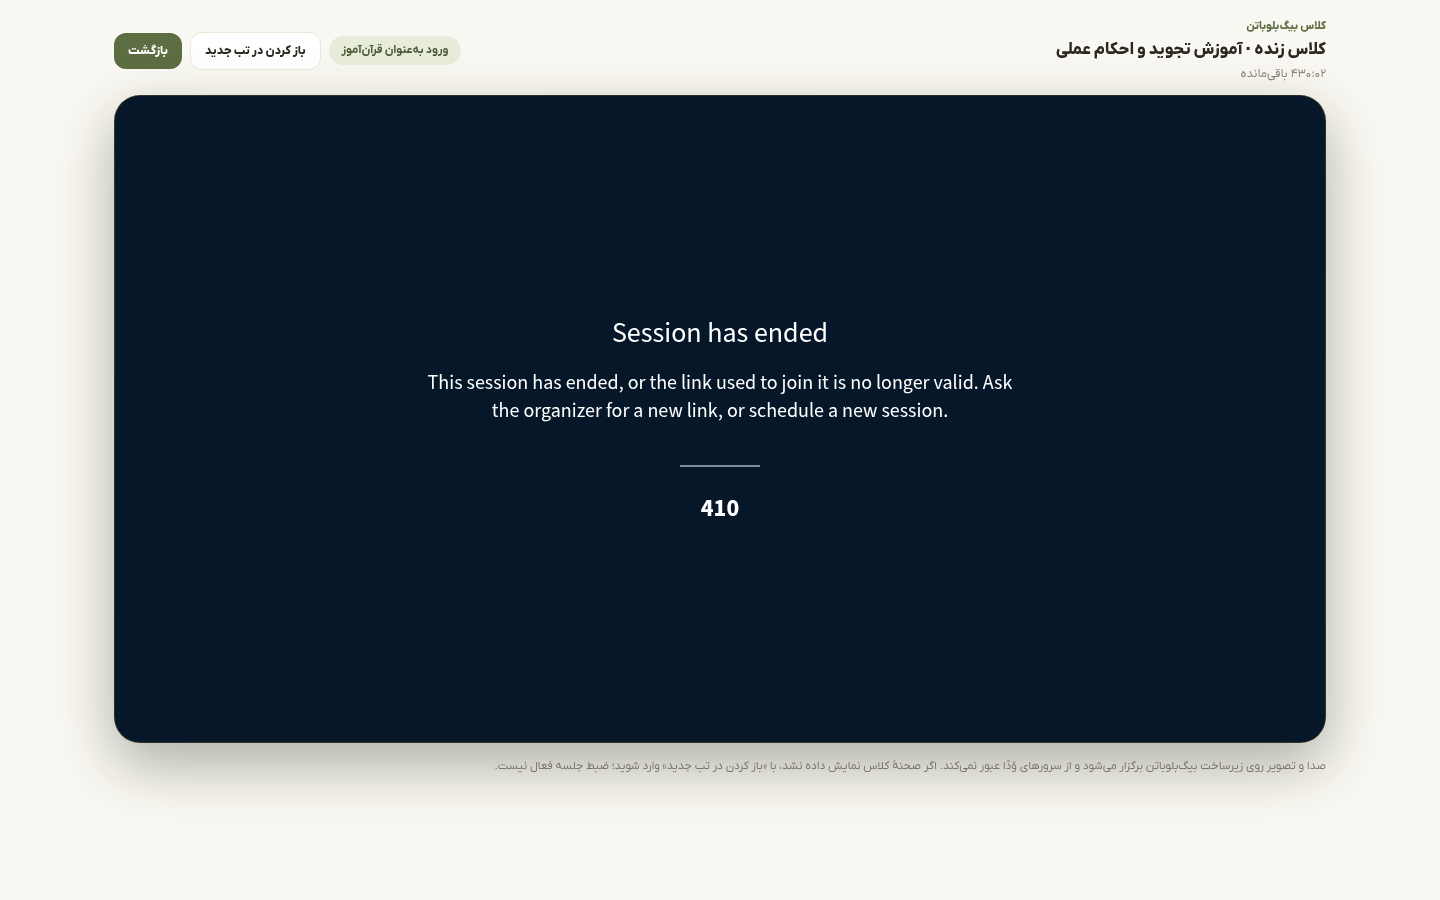 کلاس بیگ‌بلوباتن
کلاس زنده · آموزش تجوید و احکام عملی
۴۳۰:۰۲ باقی‌مانده
ورود به‌عنوان قرآن‌آموز
باز کردن در تب جدید
بازگشت
Session has ended
This session has ended, or the link used to join it is no longer valid. Ask
the organizer for a new link, or schedule a new session.
410
صدا و تصویر روی زیرساخت بیگ‌بلوباتن برگزار می‌شود و از سرورهای وُدّا عبور نمی‌کند. اگر صحنهٔ کلاس نمایش داده نشد، با «باز کردن در تب جدید» وارد شوید؛ ضبط جلسه فعال نیست.